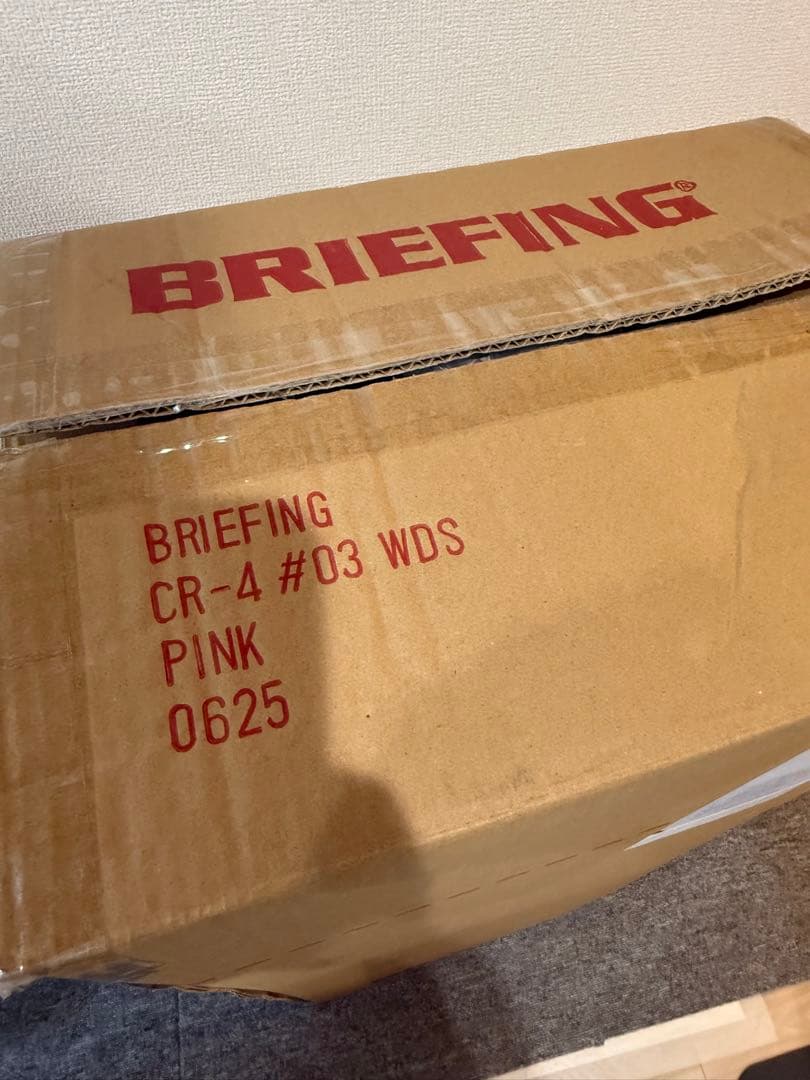 BRIEFING®
BRIEFING
CR-4 #03 WDS
PINK
0625